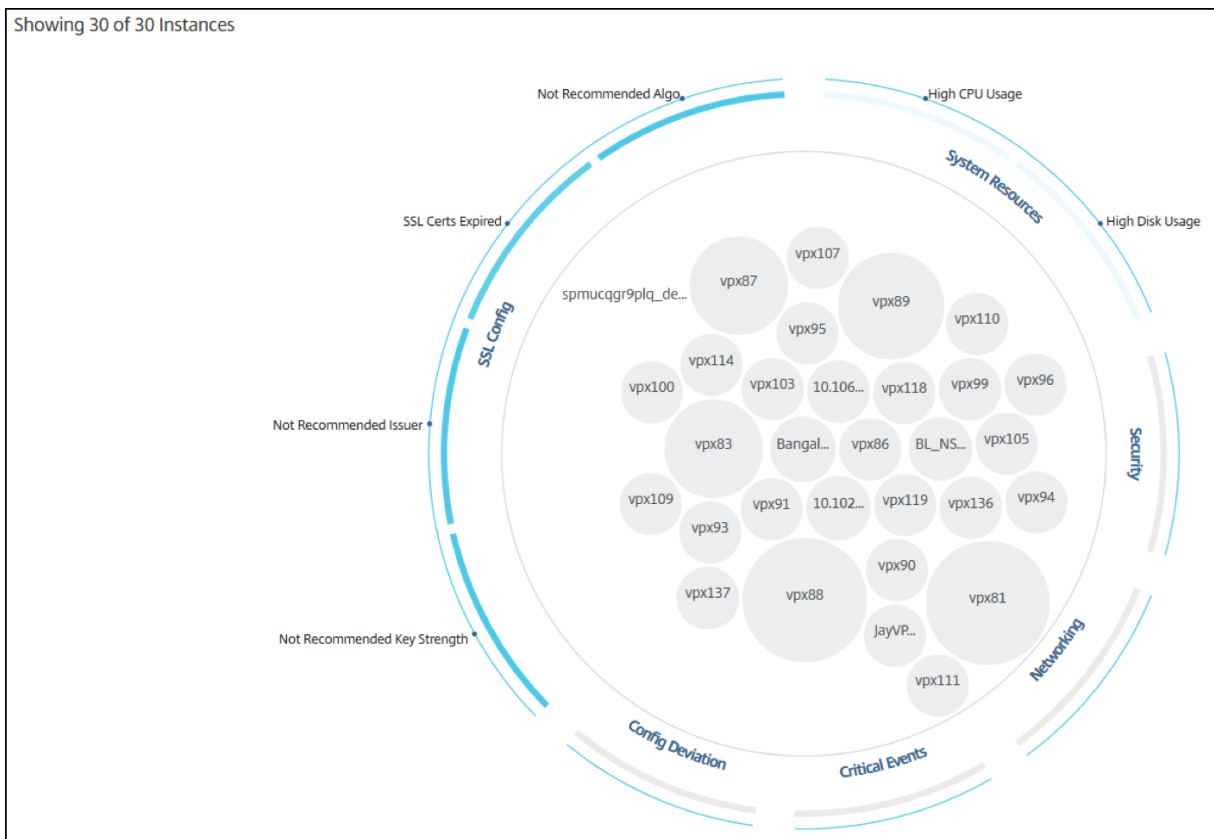 Showing 30 of 30 Instances
Not Recommended Algo
High CPU Usage
System Resources
SSL Certs Expired
High Disk Usage
vpx107
vpx87
spmucqgr9plq_de...
vpx89
vpx110
vpx95
SSL Config
vpx114
vpx100
vpx103
10.106...
vpx118
vpx99
vpx96
Not Recommended Issuer
vpx83
Bangal...
vpx86
BL_NS...
vpx105
Security
vpx109
vpx91
10.102...
vpx119
vpx136
vpx94
vpx93
vpx90
vpx137
vpx88
vpx81
Not Recommended Key Strength
JayVP...
Networking
vpx111
Config Deviation
Critical Events